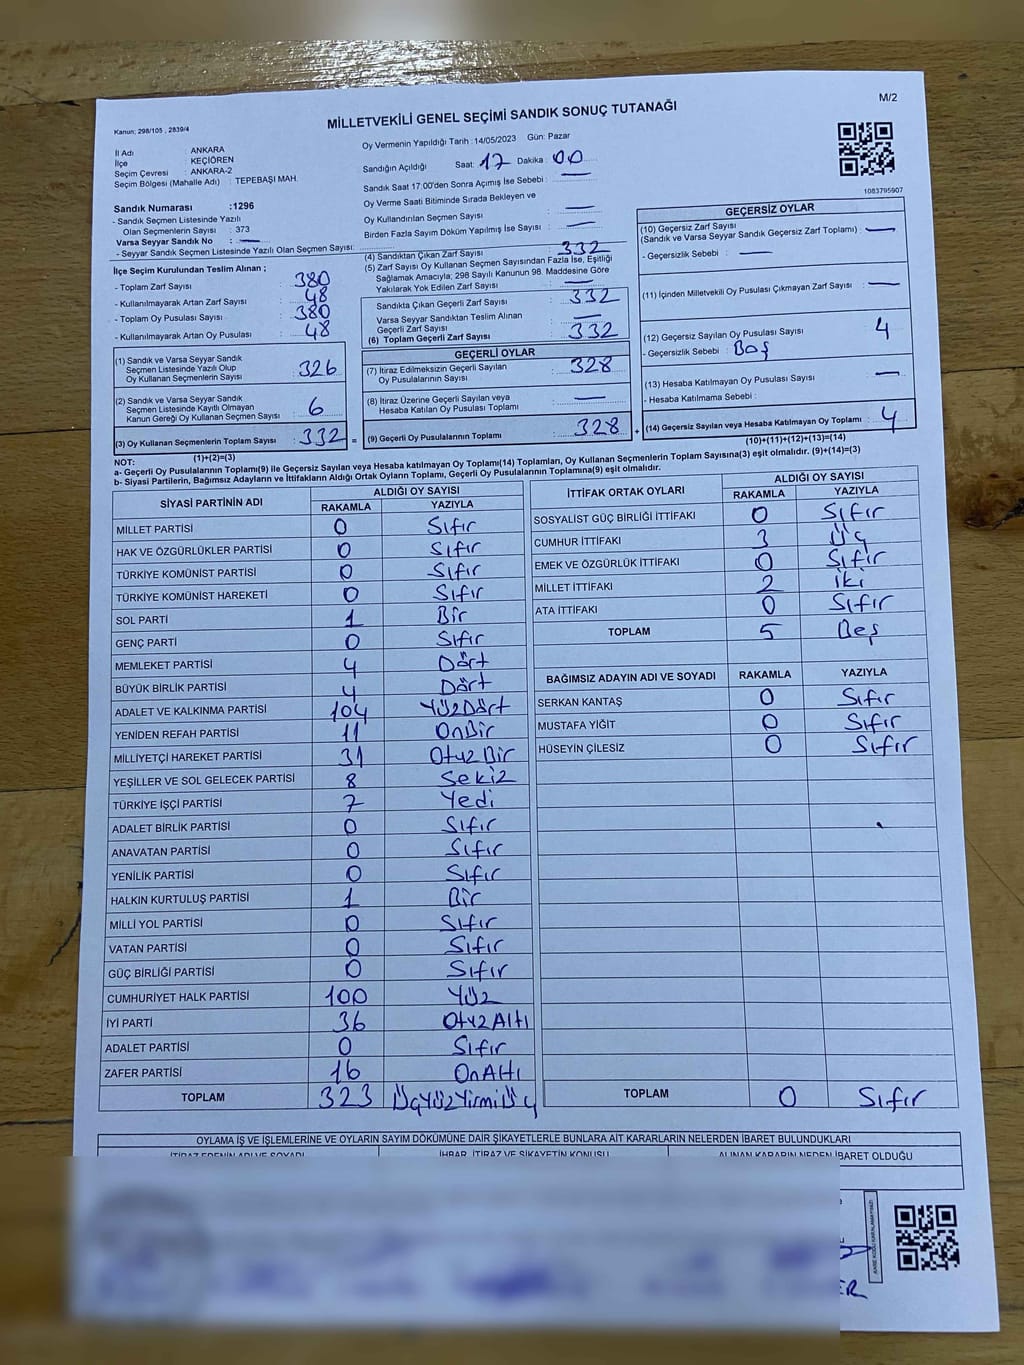 M/2
MİLLETVEKİLİ GENEL SEÇİMİ SANDIK SONUÇ TUTANAĞI
Kanun; 298/105 , 2839/4
İl Adı : ANKARA
İlçe : KEÇİÖREN
Seçim Çevresi : ANKARA-2
Seçim Bölgesi (Mahalle Adı) : TEPEBAŞI MAH.
Oy Vermenin Yapıldığı Tarih : 14/05/2023 Gün: Pazar
Sandığın Açıldığı Saat: 17 Dakika 00
Sandık Saat 17.00'den Sonra Açımış İse Sebebi : —
Oy Verme Saati Bitiminde Sırada Bekleyen ve
Oy Kullandırılan Seçmen Sayısı : —
Birden Fazla Sayım Döküm Yapılmış İse Sayısı : —
1083795907
Sandık Numarası :1296
- Sandık Seçmen Listesinde Yazılı
Olan Seçmenlerin Sayısı : 373
Varsa Seyyar Sandık No : —
- Seyyar Sandık Seçmen Listesinde Yazılı Olan Seçmen Sayısı:
İlçe Seçim Kurulundan Teslim Alınan ;
- Toplam Zarf Sayısı : 380
- Kullanılmayarak Artan Zarf Sayısı : 48
- Toplam Oy Pusulası Sayısı : 380
- Kullanılmayarak Artan Oy Pusulası : 48
(1) Sandık ve Varsa Seyyar Sandık
Seçmen Listesinde Yazılı Olup
Oy Kullanan Seçmenlerin Sayısı : 326
(2) Sandık ve Varsa Seyyar Sandık
Seçmen Listesinde Kayıtlı Olmayan
Kanun Gereği Oy Kullanan Seçmen Sayısı : 6
(3) Oy Kullanan Seçmenlerin Toplam Sayısı : 332 =
(1)+(2)=(3)
(4) Sandıktan Çıkan Zarf Sayısı : 332
(5) Zarf Sayısı Oy Kullanan Seçmen Sayısından Fazla İse, Eşitliği
Sağlamak Amacıyla; 298 Sayılı Kanunun 98. Maddesine Göre
Yakılarak Yok Edilen Zarf Sayısı : —
Sandıkta Çıkan Geçerli Zarf Sayısı : 332
Varsa Seyyar Sandıktan Teslim Alınan
Geçerli Zarf Sayısı : —
(6) Toplam Geçerli Zarf Sayısı : 332
GEÇERLİ OYLAR
(7) İtiraz Edilmeksizin Geçerli Sayılan
Oy Pusulalarının Sayısı : 328
(8) İtiraz Üzerine Geçerli Sayılan veya
Hesaba Katılan Oy Pusulası Toplamı : —
(9) Geçerli Oy Pusulalarının Toplamı : 328 +
GEÇERSİZ OYLAR
(10) Geçersiz Zarf Sayısı
(Sandık ve Varsa Seyyar Sandık Geçersiz Zarf Toplamı) : —
- Geçersizlik Sebebi : —
(11) İçinden Milletvekili Oy Pusulası Çıkmayan Zarf Sayısı : —
(12) Geçersiz Sayılan Oy Pusulası Sayısı : 4
- Geçersizlik Sebebi : Boş
(13) Hesaba Katılmayan Oy Pusulası Sayısı : —
- Hesaba Katılmama Sebebi :
(14) Geçersiz Sayılan veya Hesaba Katılmayan Oy Toplamı : 4
(10)+(11)+(12)+(13)=(14)
NOT:
a- Geçerli Oy Pusulalarının Toplamı(9) ile Geçersiz Sayılan veya Hesaba katılmayan Oy Toplamı(14) Toplamları, Oy Kullanan Seçmenlerin Toplam Sayısına(3) eşit olmalıdır. (9)+(14)=(3)
b- Siyasi Partilerin, Bağımsız Adayların ve İttifakların Aldığı Ortak Oyların Toplamı, Geçerli Oy Pusulalarının Toplamına(9) eşit olmalıdır.
SİYASİ PARTİNİN ADI ALDIĞI OY SAYISI
RAKAMLA YAZIYLA
MİLLET PARTİSİ 0 Sıfır
HAK VE ÖZGÜRLÜKLER PARTİSİ 0 Sıfır
TÜRKİYE KOMÜNİST PARTİSİ 0 Sıfır
TÜRKİYE KOMÜNİST HAREKETİ 0 Sıfır
SOL PARTİ 1 Bir
GENÇ PARTİ 0 Sıfır
MEMLEKET PARTİSİ 4 Dört
BÜYÜK BİRLİK PARTİSİ 4 Dört
ADALET VE KALKINMA PARTİSİ 104 YüzDört
YENİDEN REFAH PARTİSİ 11 OnBir
MİLLİYETÇİ HAREKET PARTİSİ 31 Otuz Bir
YEŞİLLER VE SOL GELECEK PARTİSİ 8 Sekiz
TÜRKİYE İŞÇİ PARTİSİ 7 Yedi
ADALET BİRLİK PARTİSİ 0 Sıfır
ANAVATAN PARTİSİ 0 Sıfır
YENİLİK PARTİSİ 0 Sıfır
HALKIN KURTULUŞ PARTİSİ 1 Bir
MİLLİ YOL PARTİSİ 0 Sıfır
VATAN PARTİSİ 0 Sıfır
GÜÇ BİRLİĞİ PARTİSİ 0 Sıfır
CUMHURİYET HALK PARTİSİ 100 Yüz
İYİ PARTİ 36 Otuz Altı
ADALET PARTİSİ 0 Sıfır
ZAFER PARTİSİ 16 OnAltı
TOPLAM 323 ÜçYüzYirmiÜç
İTTİFAK ORTAK OYLARI ALDIĞI OY SAYISI
RAKAMLA YAZIYLA
SOSYALİST GÜÇ BİRLİĞİ İTTİFAKI 0 Sıfır
CUMHUR İTTİFAKI 3 Üç
EMEK VE ÖZGÜRLÜK İTTİFAKI 0 Sıfır
MİLLET İTTİFAKI 2 İki
ATA İTTİFAKI 0 Sıfır
TOPLAM 5 Beş
BAĞIMSIZ ADAYIN ADI VE SOYADI RAKAMLA YAZIYLA
SERKAN KANTAŞ 0 Sıfır
MUSTAFA YİĞİT 0 Sıfır
HÜSEYİN ÇİLESİZ 0 Sıfır
TOPLAM 0 Sıfır
OYLAMA İŞ VE İŞLEMLERİNE VE OYLARIN SAYIM DÖKÜMÜNE DAİR ŞİKAYETLERLE BUNLARA AİT KARARLARIN NELERDEN İBARET BULUNDUKLARI
İTİRAZ EDENİN ADI VE SOYADI İHBAR, İTİRAZ VE ŞİKAYETİN KONUSU ALINAN KARARIN NEDEN İBARET OLDUĞU